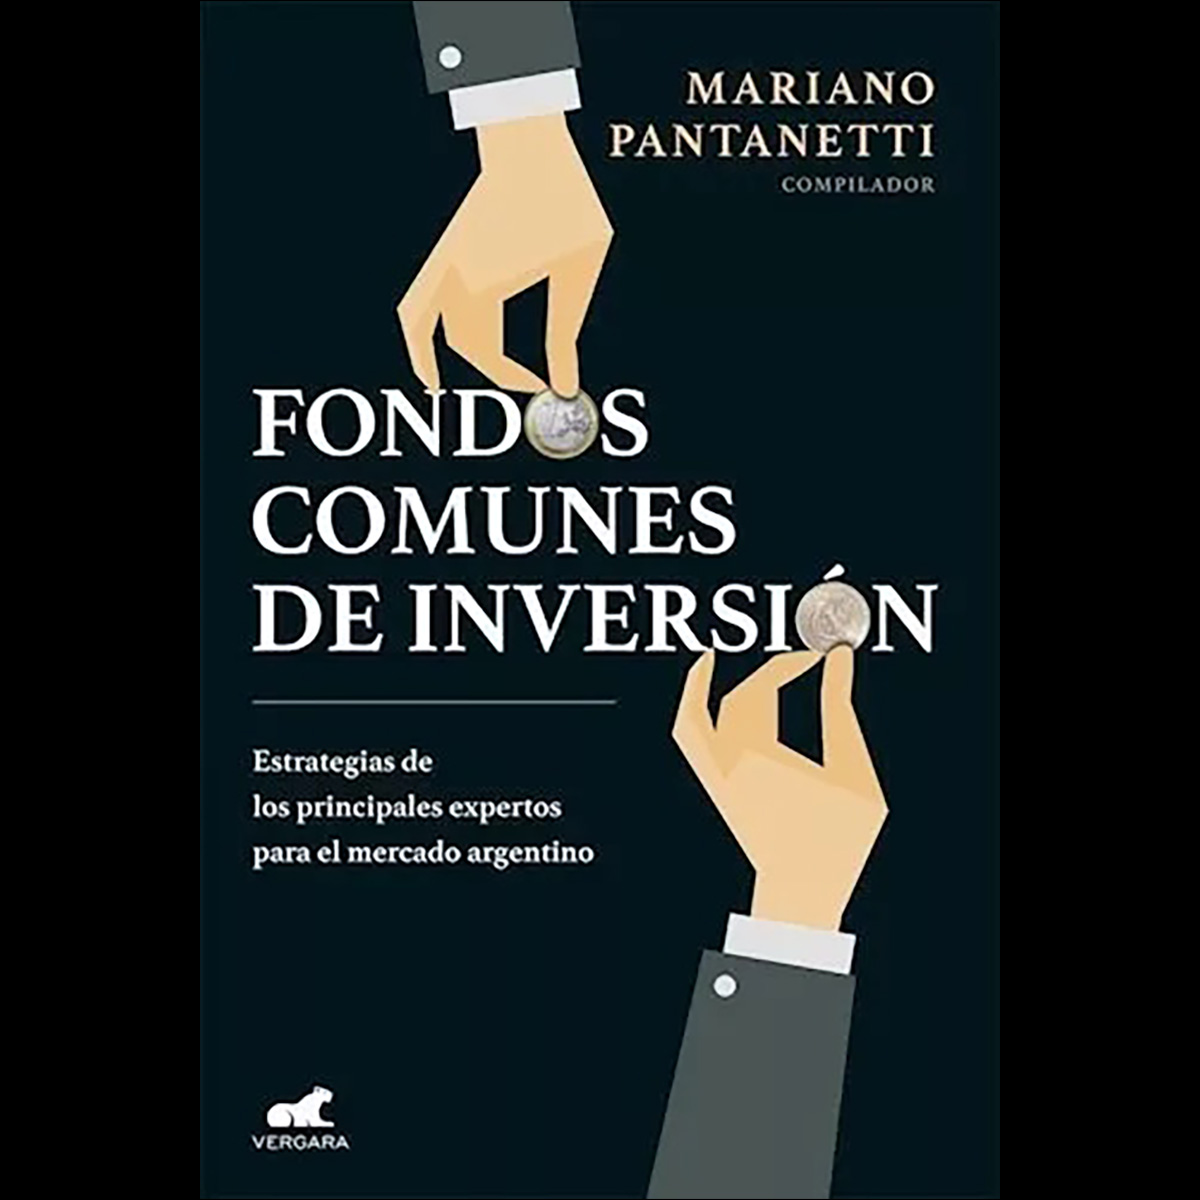 MARIANO
PANTANETTI
COMPILADOR
FONDOS
COMUNES
DE INVERSIÓN
Estrategias de
los principales expertos
para el mercado argentino
VERGARA